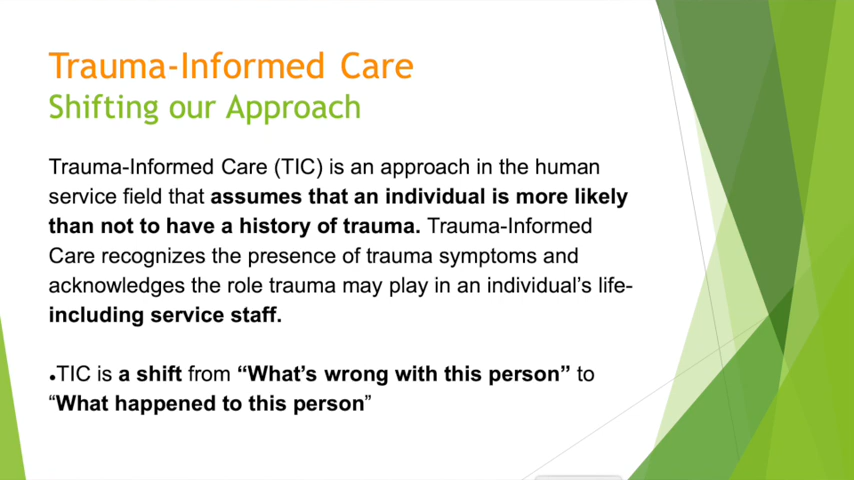 Trauma-Informed Care
Shifting our Approach
Trauma-Informed Care (TIC) is an approach in the human
service field that assumes that an individual is more likely
than not to have a history of trauma. Trauma-Informed
Care recognizes the presence of trauma symptoms and
acknowledges the role trauma may play in an individual’s life-
including service staff.
•TIC is a shift from “What’s wrong with this person” to
“What happened to this person”